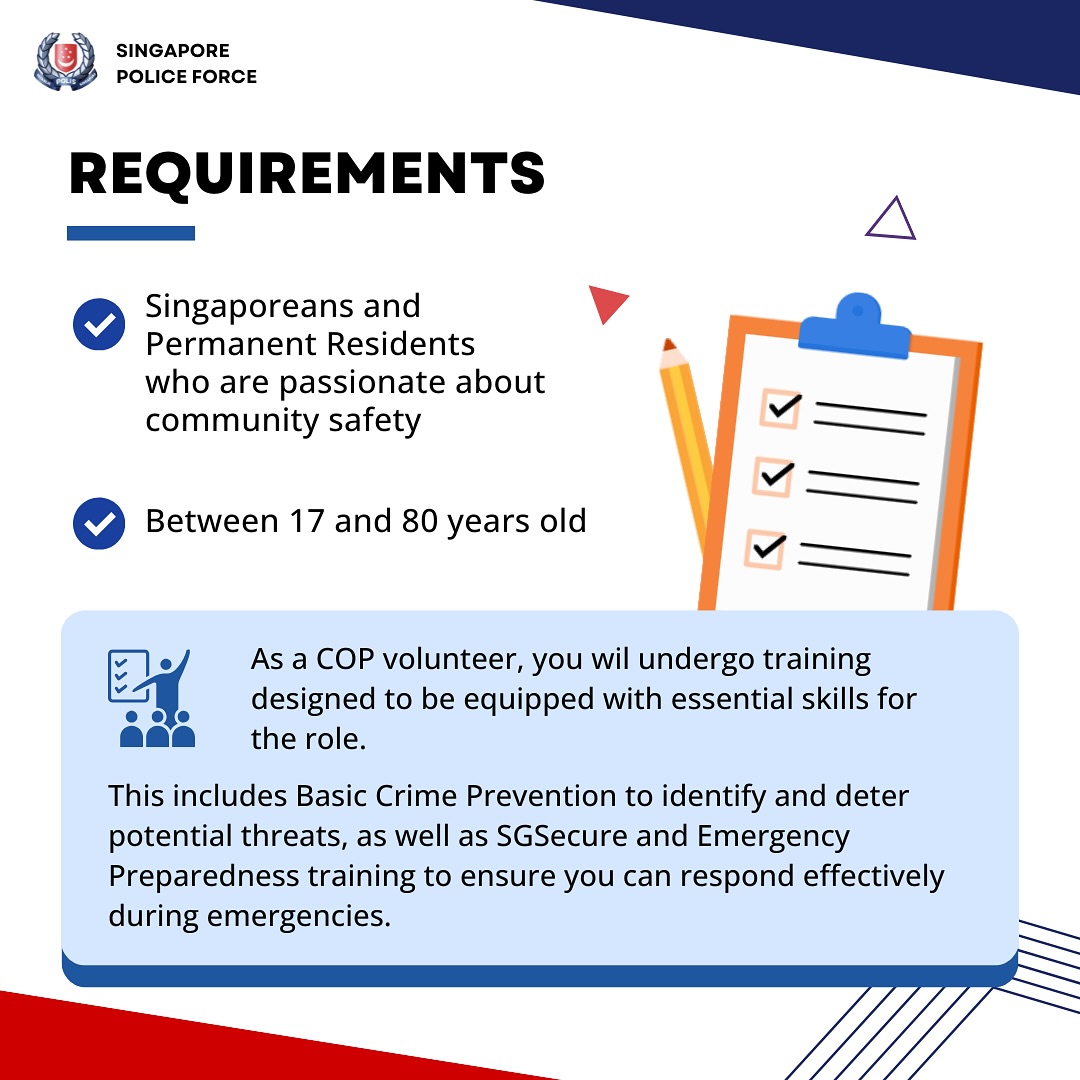 SINGAPORE
POLICE FORCE
REQUIREMENTS
Singaporeans and
Permanent Residents
who are passionate about
community safety
Between 17 and 80 years old
As a COP volunteer, you wil undergo training
designed to be equipped with essential skills for
the role.
This includes Basic Crime Prevention to identify and deter
potential threats, as well as SGSecure and Emergency
Preparedness training to ensure you can respond effectively
during emergencies.